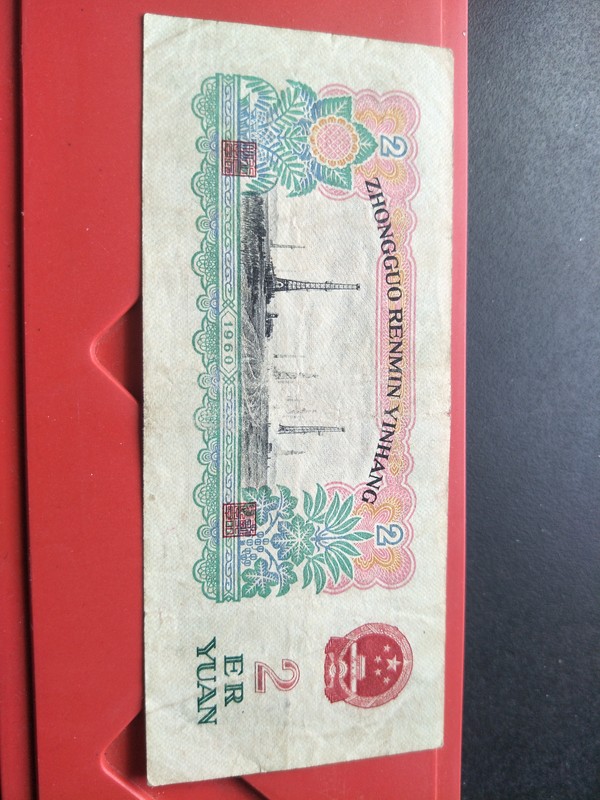 ZHONGGUO RENMIN YINHANG
2
2
1960
2
ER
YUAN